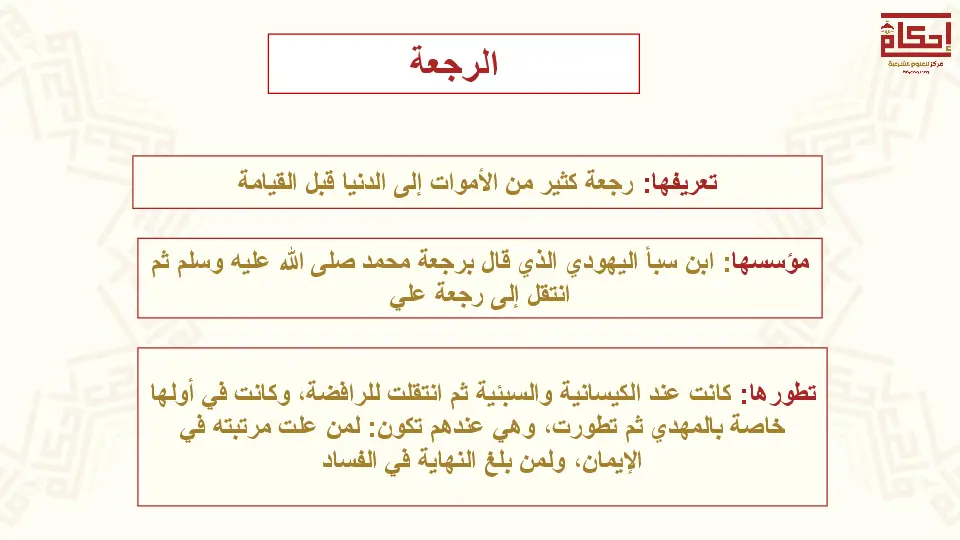 إحكام
مركز للعلوم الشرعية
الرجعة
تعريفها: رجعة كثير من الأموات إلى الدنيا قبل القيامة
مؤسسها: ابن سبأ اليهودي الذي قال برجعة محمد صلى الله عليه وسلم ثم
انتقل إلى رجعة علي
تطورها: كانت عند الكيسانية والسبئية ثم انتقلت للرافضة، وكانت في أولها
خاصة بالمهدي ثم تطورت، وهي عندهم تكون: لمن علت مرتبته في
الإيمان، ولمن بلغ النهاية في الفساد